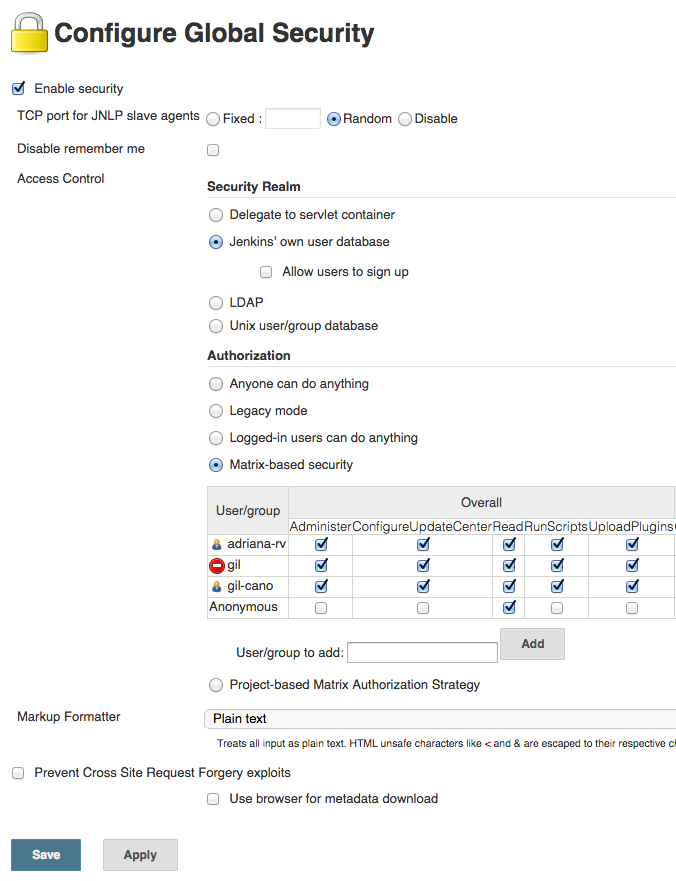 Configure Global Security
Enable security
TCP port for JNLP slave agents Fixed : Random Disable
Disable remember me
Access Control
Security Realm
Delegate to servlet container
Jenkins' own user database
Allow users to sign up
LDAP
Unix user/group database
Authorization
Anyone can do anything
Legacy mode
Logged-in users can do anything
Matrix-based security
User/group Overall
Administer ConfigureUpdateCenter Read RunScripts UploadPlugins
adriana-rv
gil
gil-cano
Anonymous
User/group to add: Add
Project-based Matrix Authorization Strategy
Markup Formatter Plain text
Treats all input as plain text. HTML unsafe characters like < and & are escaped to their respective
Prevent Cross Site Request Forgery exploits
Use browser for metadata download
Save Apply